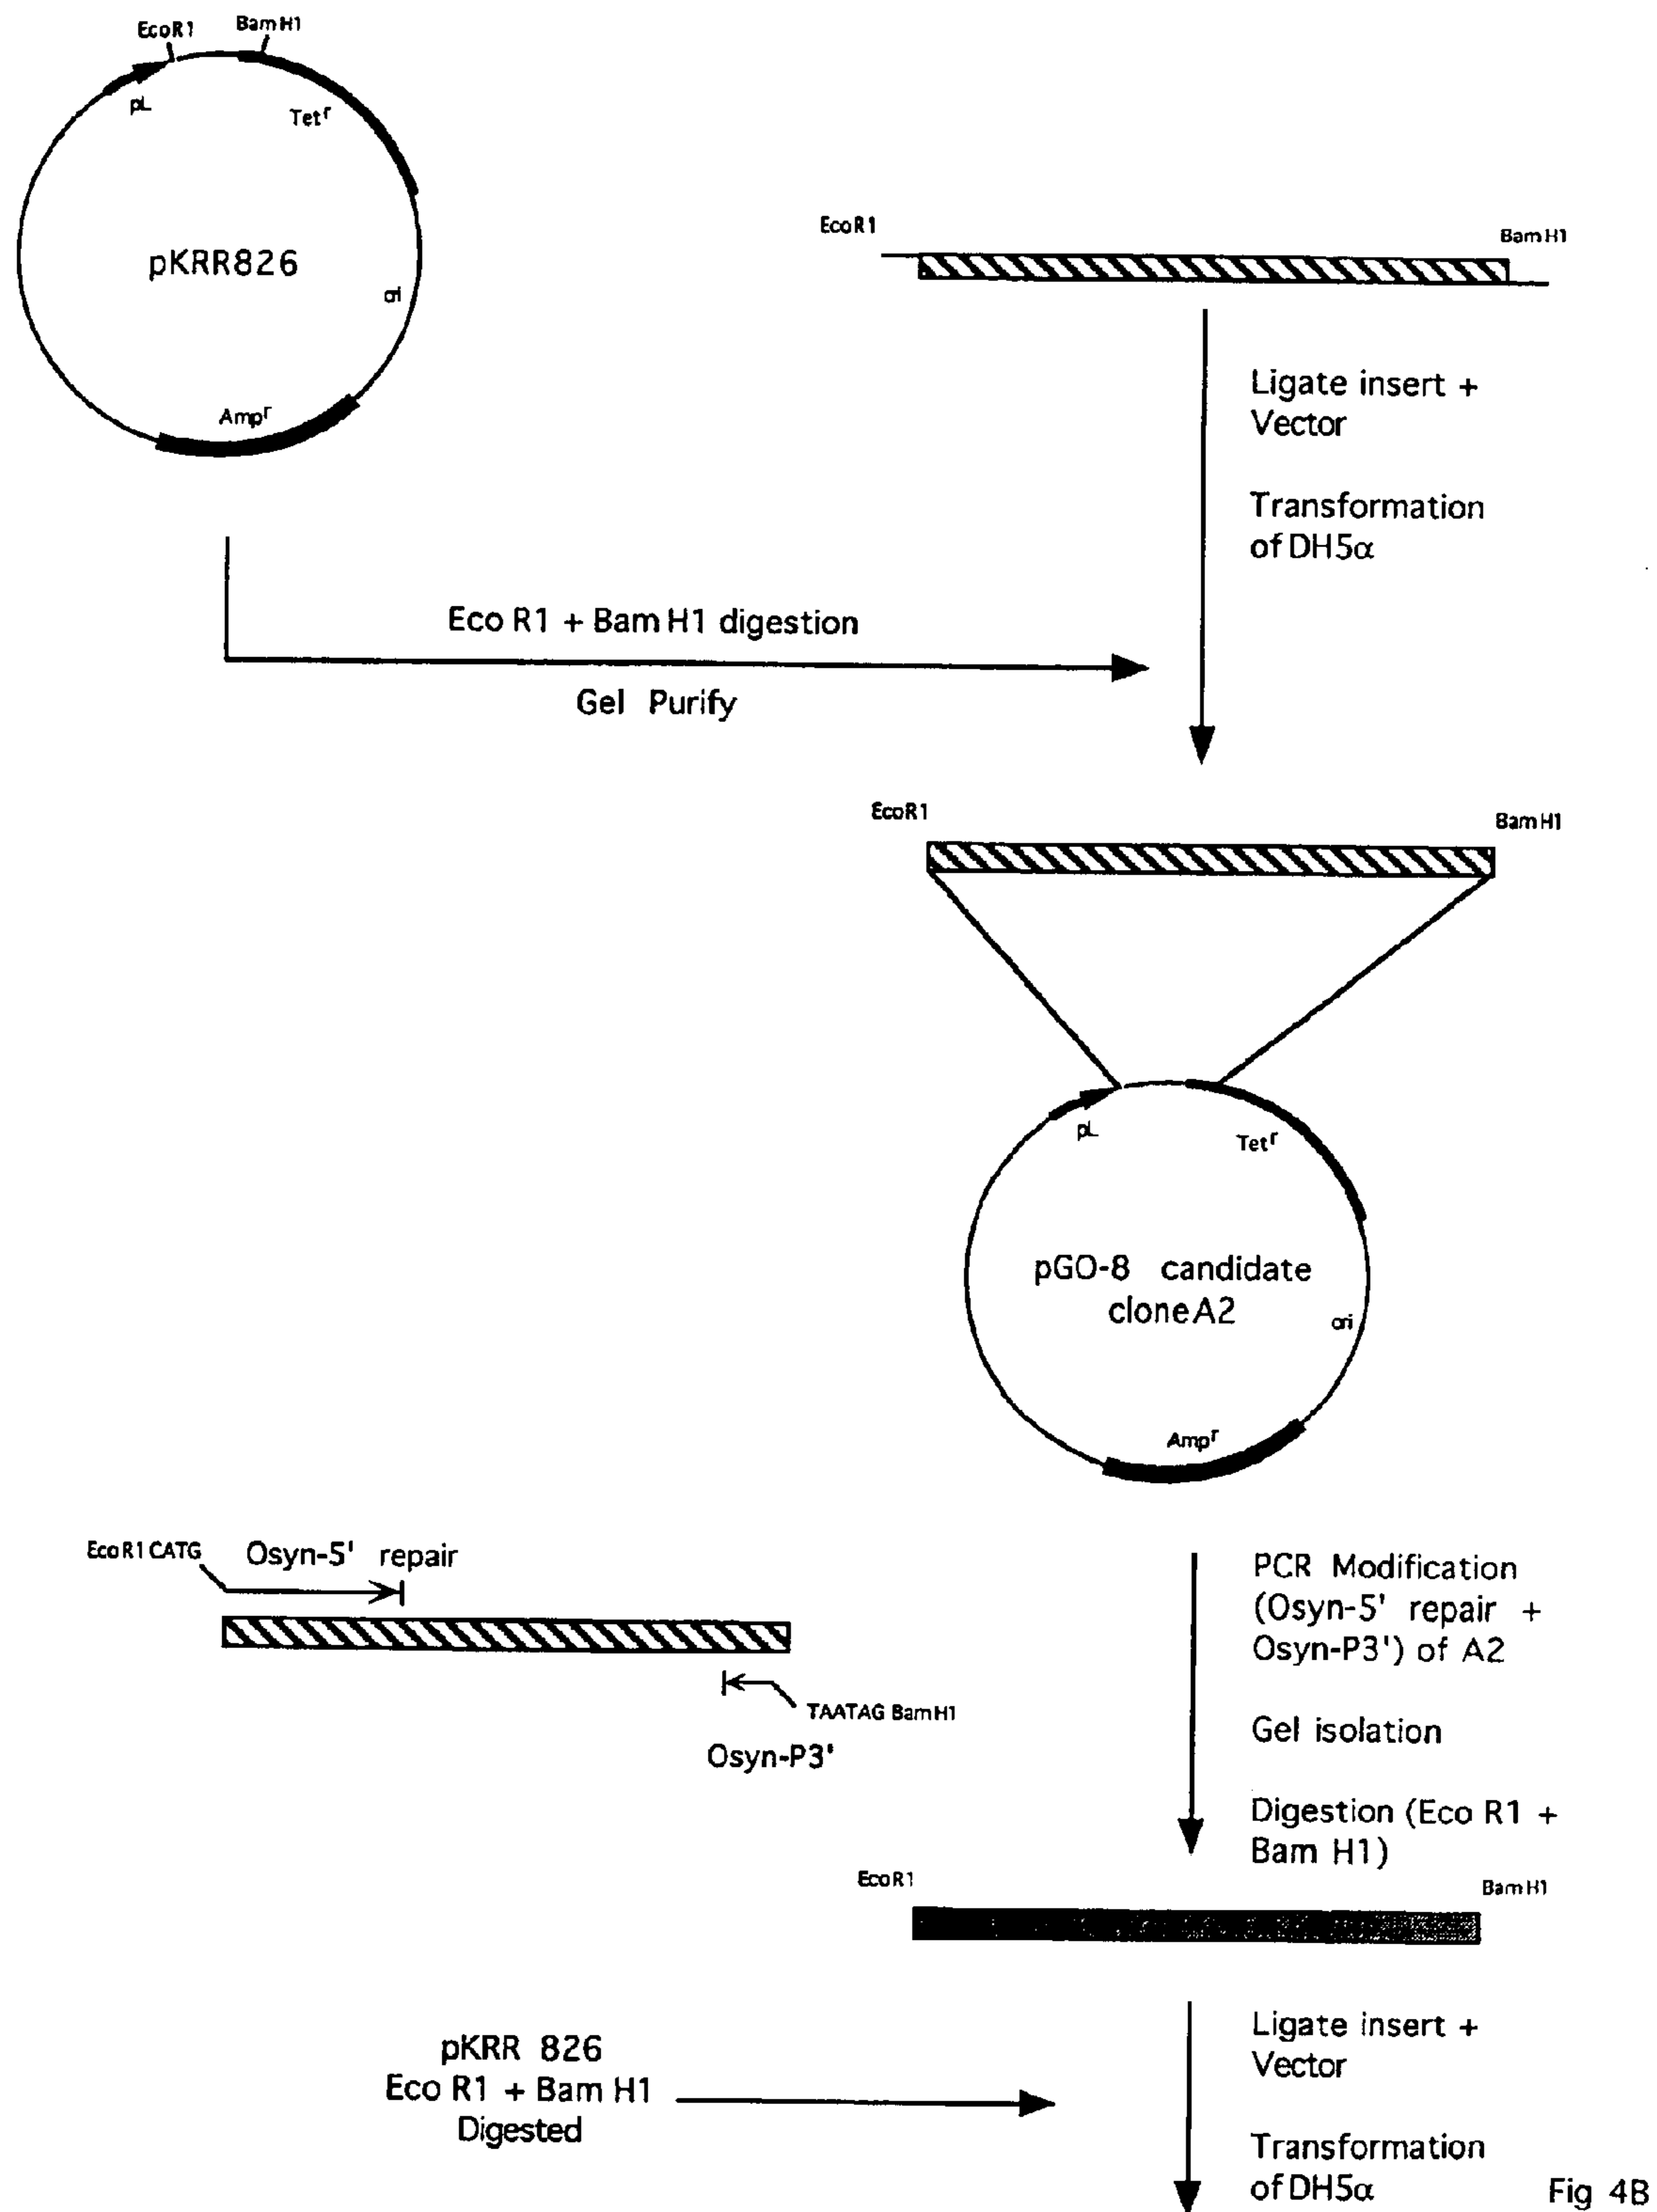 EcoR1
BamH1
pL
Tetr
pKRR826
ori
Ampr
EcoR1
BamH1
Ligate insert +
Vector
Transformation
of DH5α
Eco R1 + Bam H1 digestion
Gel Purify
EcoR1
BamH1
pL
Tetr
pGO-8 candidate
clone A2
ori
Ampr
EcoR1 CATG
Osyn-5' repair
TAATAG BamH1
Osyn-P3'
PCR Modification
(Osyn-5' repair +
Osyn-P3') of A2
Gel isolation
Digestion (Eco R1 +
Bam H1)
EcoR1
BamH1
pKRR 826
Eco R1 + Bam H1
Digested
Ligate insert +
Vector
Transformation
of DH5α
Fig 4B